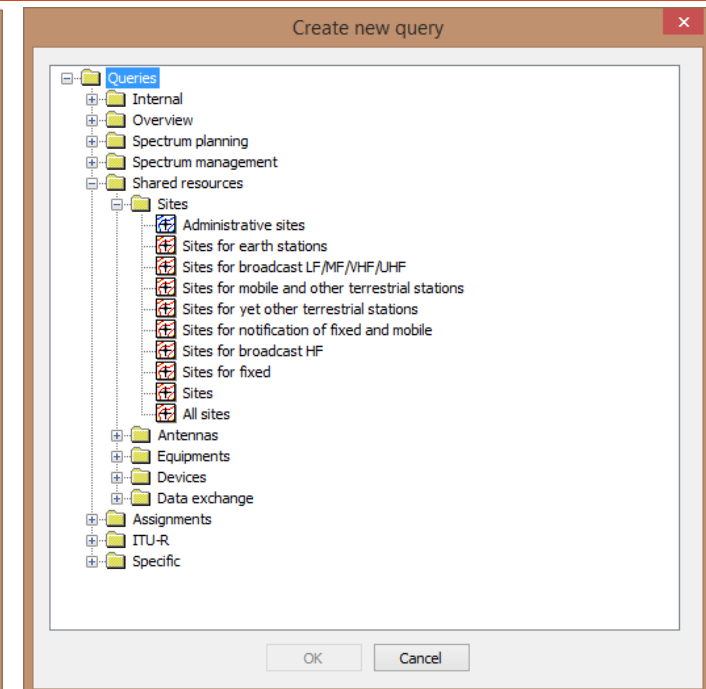 Create new query
Queries
Internal
Overview
Spectrum planning
Spectrum management
Shared resources
Sites
Administrative sites
Sites for earth stations
Sites for broadcast LF/MF/VHF/UHF
Sites for mobile and other terrestrial stations
Sites for yet other terrestrial stations
Sites for notification of fixed and mobile
Sites for broadcast HF
Sites for fixed
Sites
All sites
Antennas
Equipments
Devices
Data exchange
Assignments
ITU-R
Specific
OK Cancel